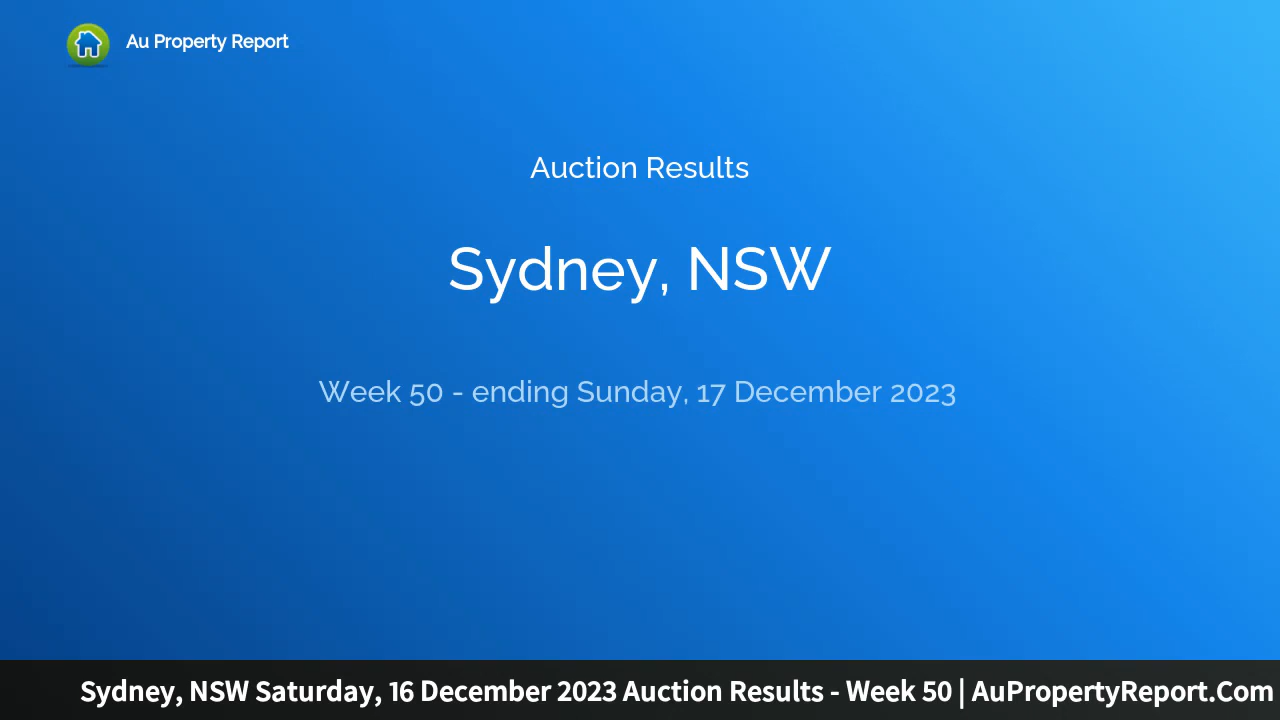 Au Property Report
Auction Results
Sydney, NSW
Week 50 - ending Sunday, 17 December 2023
Sydney, NSW Saturday, 16 December 2023 Auction Results - Week 50 | AuPropertyReport.Com